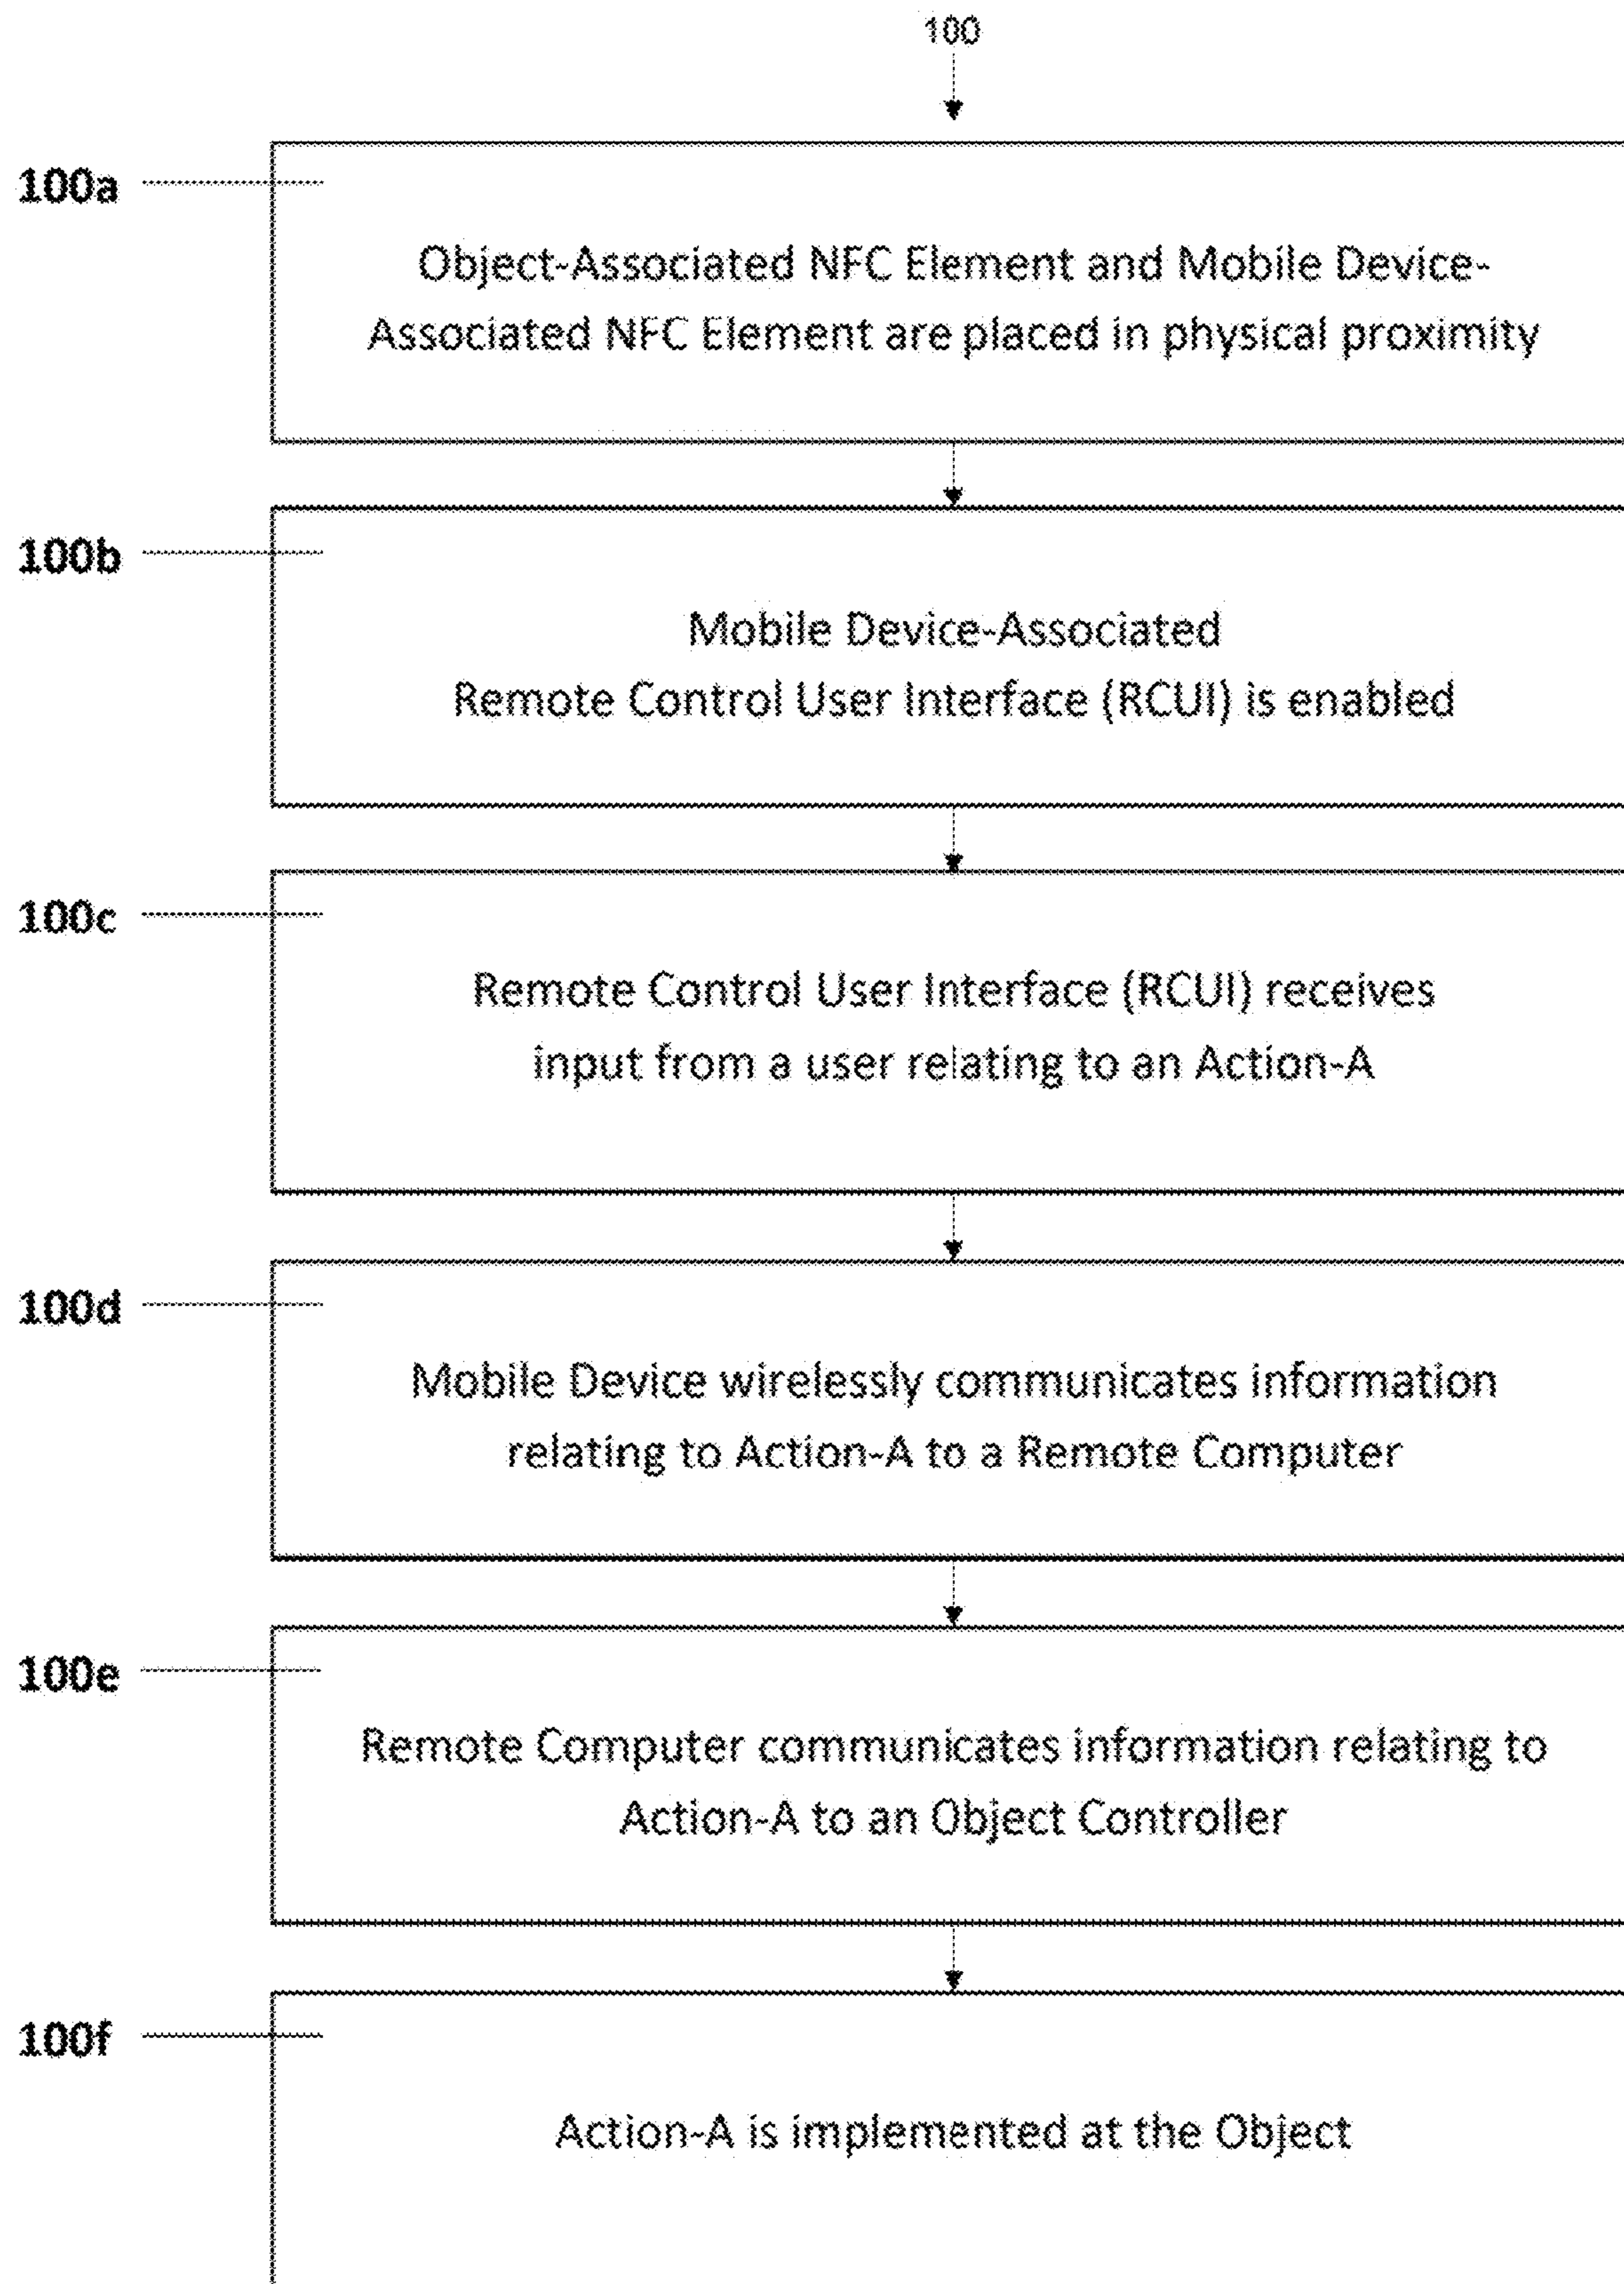 100
100a
Object-Associated NFC Element and Mobile Device-
Associated NFC Element are placed in physical proximity
100b
Mobile Device-Associated
Remote Control User Interface (RCUI) is enabled
100c
Remote Control User Interface (RCUI) receives
input from a user relating to an Action-A
100d
Mobile Device wirelessly communicates information
relating to Action-A to a Remote Computer
100e
Remote Computer communicates information relating to
Action-A to an Object Controller
100f
Action-A is implemented at the Object